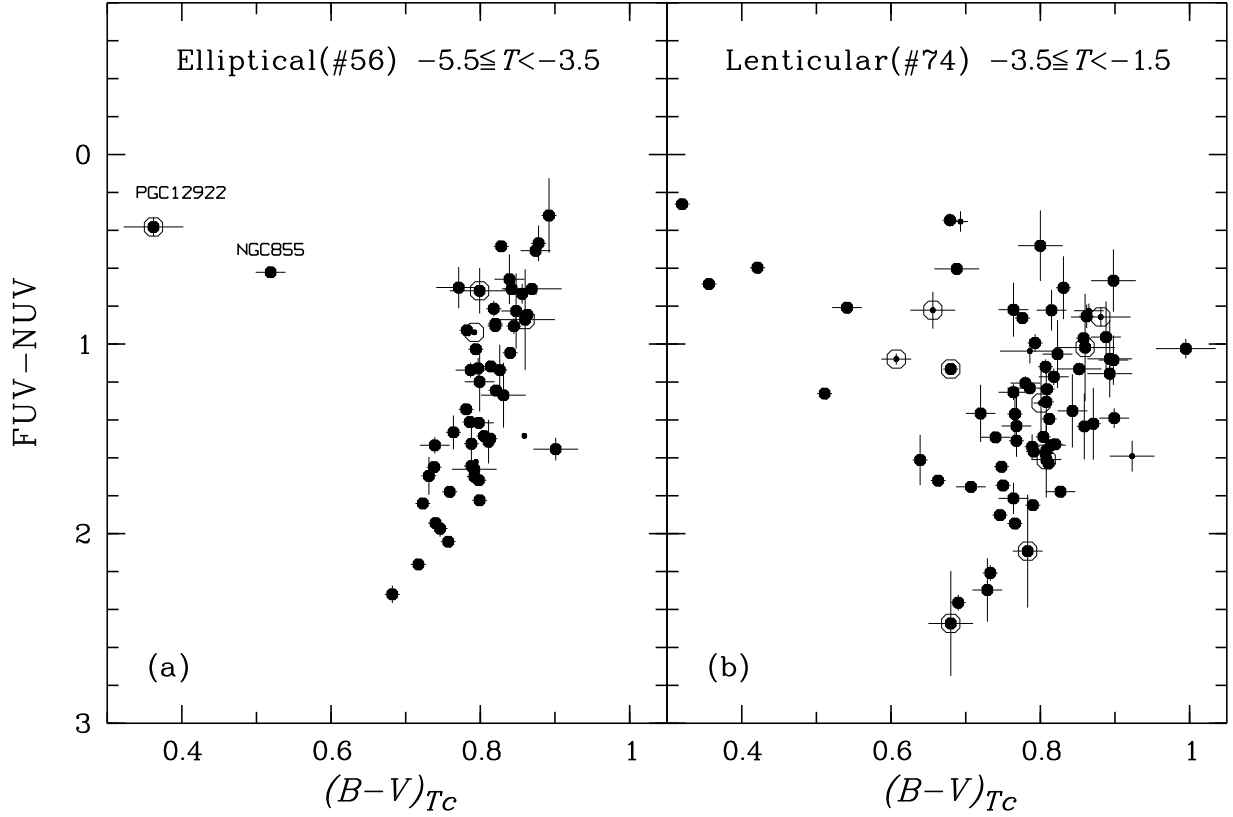 Elliptical(#56) −5.5≦T<−3.5
Lenticular(#74) −3.5≦T<−1.5
PGC12922
NGC855
FUV−NUV
0
1
2
3
(a)
(b)
0.4 0.6 0.8 1
0.4 0.6 0.8 1
(B−V)Tc
(B−V)Tc